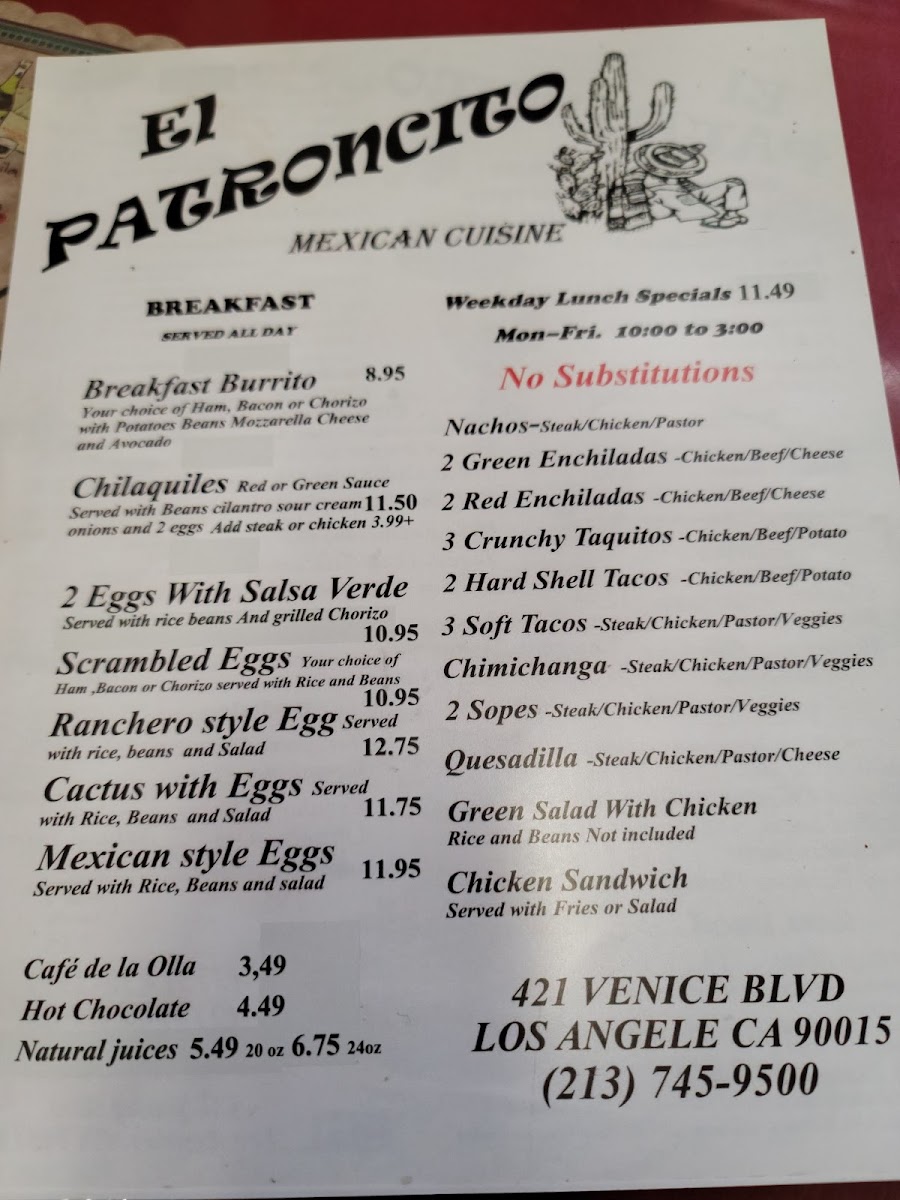 El
PATRONCITO
MEXICAN CUISINE
BREAKFAST
SERVED ALL DAY
Breakfast Burrito 8.95
Your choice of Ham, Bacon or Chorizo
with Potatoes Beans Mozzarella Cheese
and Avocado
Chilaquiles Red or Green Sauce
Served with Beans cilantro sour cream 11.50
onions and 2 eggs Add steak or chicken 3.99+
2 Eggs With Salsa Verde
Served with rice beans And grilled Chorizo
10.95
Scrambled Eggs Your choice of
Ham ,Bacon or Chorizo served with Rice and Beans
10.95
Ranchero style Egg Served
with rice, beans and Salad 12.75
Cactus with Eggs Served
with Rice, Beans and Salad 11.75
Mexican style Eggs
Served with Rice, Beans and salad 11.95
Café de la Olla 3,49
Hot Chocolate 4.49
Natural juices 5.49 20 oz 6.75 24oz
Weekday Lunch Specials 11.49
Mon-Fri. 10:00 to 3:00
No Substitutions
Nachos-Steak/Chicken/Pastor
2 Green Enchiladas -Chicken/Beef/Cheese
2 Red Enchiladas -Chicken/Beef/Cheese
3 Crunchy Taquitos -Chicken/Beef/Potato
2 Hard Shell Tacos -Chicken/Beef/Potato
3 Soft Tacos -Steak/Chicken/Pastor/Veggies
Chimichanga -Steak/Chicken/Pastor/Veggies
2 Sopes -Steak/Chicken/Pastor/Veggies
Quesadilla -Steak/Chicken/Pastor/Cheese
Green Salad With Chicken
Rice and Beans Not included
Chicken Sandwich
Served with Fries or Salad
421 VENICE BLVD
LOS ANGELE CA 90015
(213) 745-9500